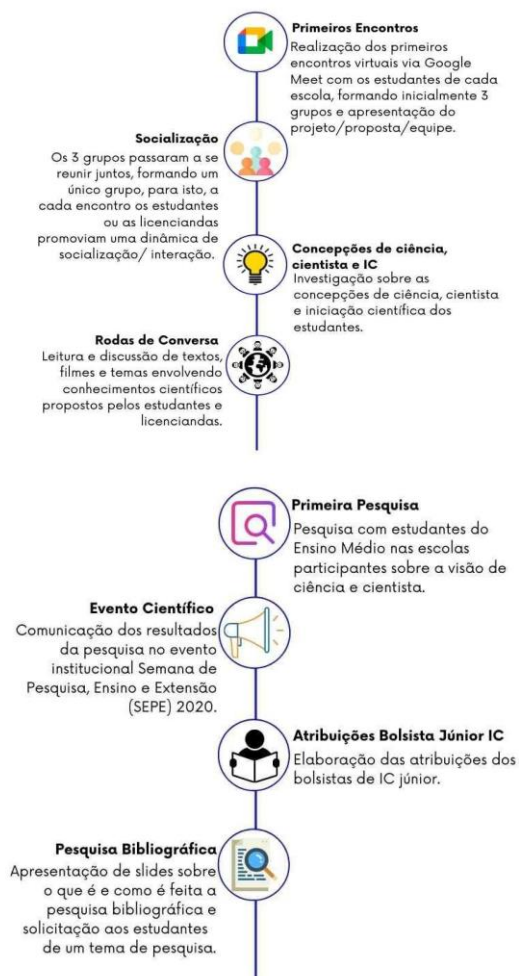 Primeiros Encontros
Realização dos primeiros
encontros virtuais via Google
Meet com os estudantes de cada
escola, formando inicialmente 3
grupos e apresentação do
projeto/proposta/equipe.
Socialização
Os 3 grupos passaram a se
reunir juntos, formando um
único grupo, para isto, a
cada encontro os estudantes
ou as licenciandas
promoviam uma dinâmica de
socialização/ interação.
Concepções de ciência,
cientista e IC
Investigação sobre as
concepções de ciência, cientista
e iniciação científica dos
estudantes.
Rodas de Conversa
Leitura e discussão de textos,
filmes e temas envolvendo
conhecimentos científicos
propostos pelos estudantes e
licenciandas.
Primeira Pesquisa
Pesquisa com estudantes do
Ensino Médio nas escolas
participantes sobre a visão de
ciência e cientista.
Evento Científico
Comunicação dos resultados
da pesquisa no evento
institucional Semana de
Pesquisa, Ensino e Extensão
(SEPE) 2020.
Atribuições Bolsista Júnior IC
Elaboração das atribuições dos
bolsistas de IC júnior.
Pesquisa Bibliográfica
Apresentação de slides sobre
o que é e como é feita a
pesquisa bibliográfica e
solicitação aos estudantes
de um tema de pesquisa.